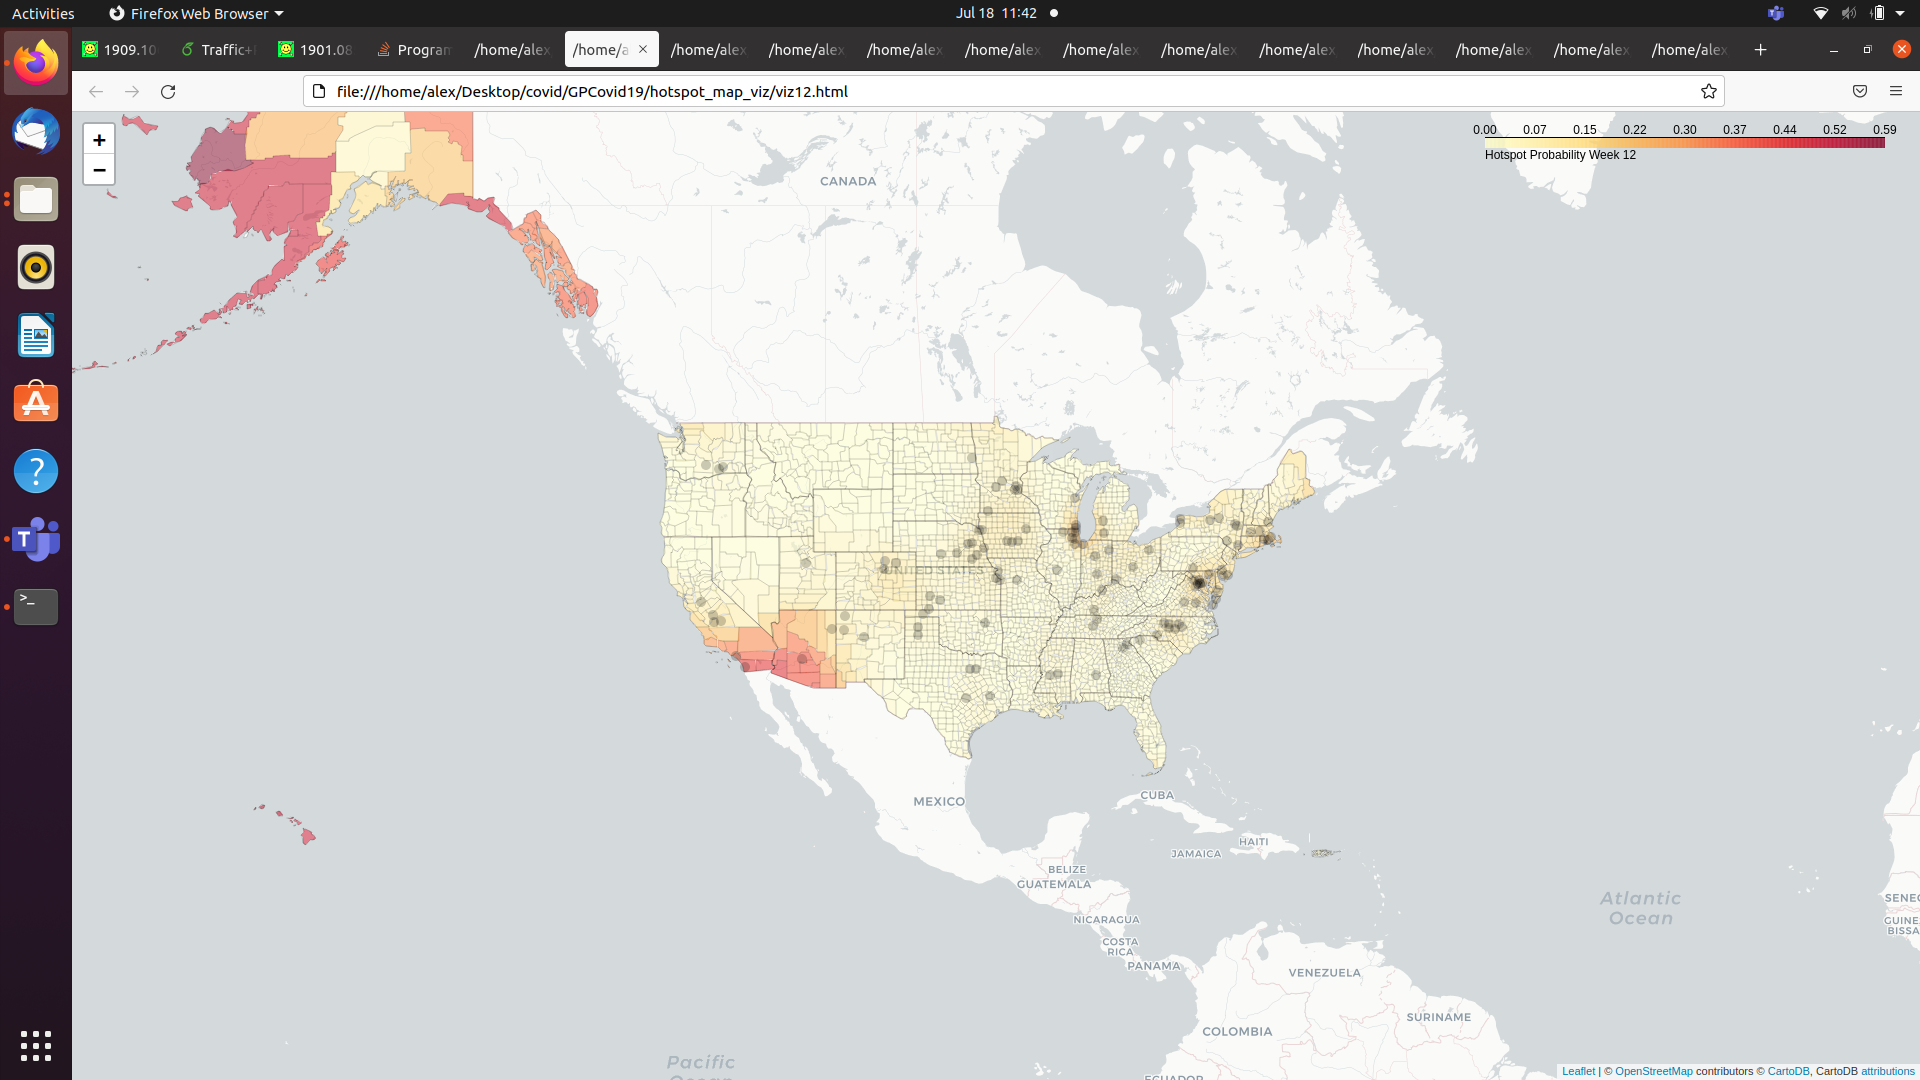 Activities
Firefox Web Browser
Jul 18 11:42
1909.10
Traffic+
1901.08
Program
/home/alex
/home/a
/home/alex
/home/alex
/home/alex
/home/alex
/home/alex
/home/alex
/home/alex
/home/alex
/home/alex
/home/alex
/home/alex
file:///home/alex/Desktop/covid/GPCovid19/hotspot_map_viz/viz12.html
+
−
0.00 0.07 0.15 0.22 0.30 0.37 0.44 0.52 0.59
Hotspot Probability Week 12
CANADA
UNITED STATES
MEXICO
CUBA
HAITI
JAMAICA
BELIZE
GUATEMALA
NICARAGUA
COSTA
RICA
PANAMA
VENEZUELA
COLOMBIA
SURINAME
ECUADOR
Atlantic
Ocean
Pacific
Ocean
SENEG
GUINE
BISSA
Leaflet | © OpenStreetMap contributors © CartoDB, CartoDB attributions